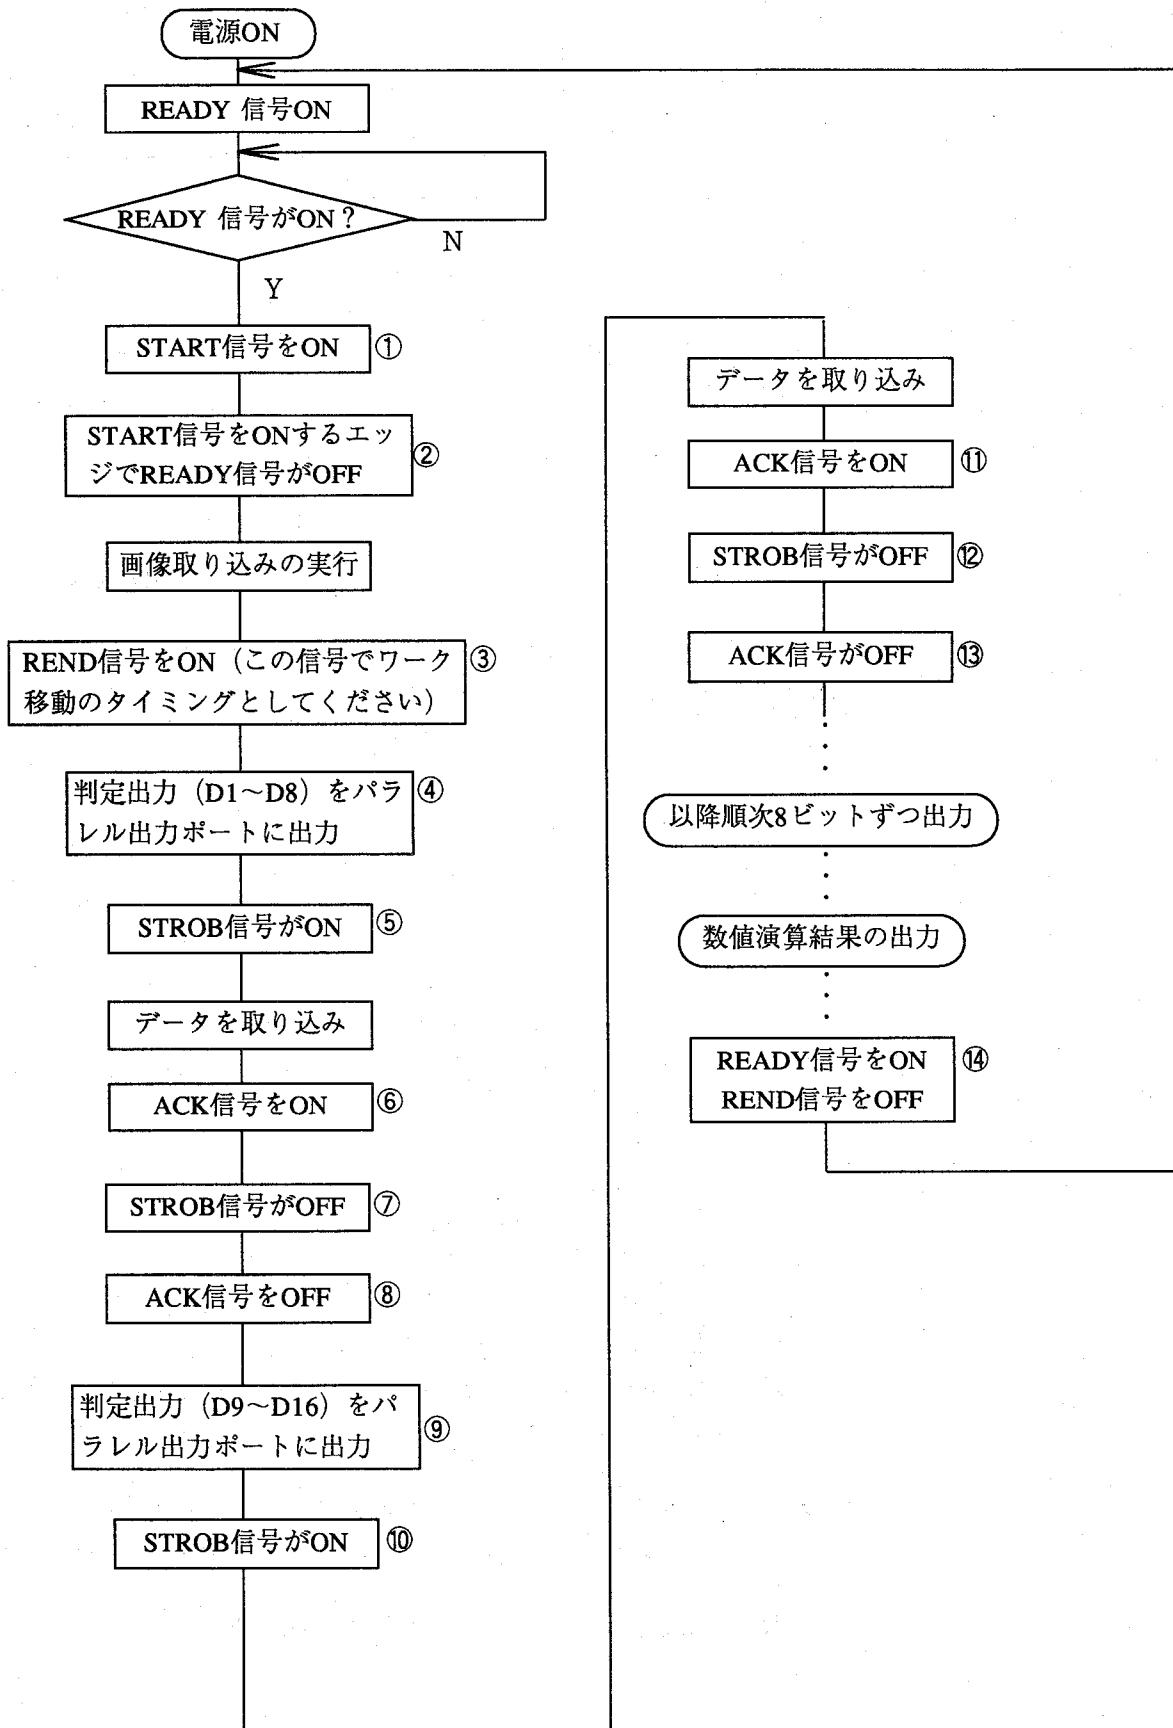 電源ON
READY 信号ON
READY 信号がON?
N
Y
START信号をON ①
START信号をONするエッ
ジでREADY信号がOFF ②
画像取り込みの実行
REND信号をON（この信号でワーク ③
移動のタイミングとしてください）
判定出力（D1～D8）をパラ ④
レル出力ポートに出力
STROB信号がON ⑤
データを取り込み
ACK信号をON ⑥
STROB信号がOFF ⑦
ACK信号をOFF ⑧
判定出力（D9～D16）をパ
ラレル出力ポートに出力 ⑨
STROB信号がON ⑩
データを取り込み
ACK信号をON ⑪
STROB信号がOFF ⑫
ACK信号がOFF ⑬
以降順次8ビットずつ出力
数値演算結果の出力
READY信号をON ⑭
REND信号をOFF